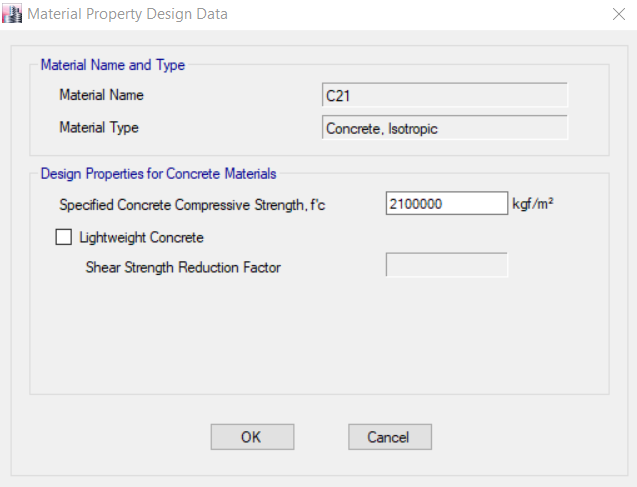 Material Property Design Data
Material Name and Type
Material Name C21
Material Type Concrete, Isotropic
Design Properties for Concrete Materials
Specified Concrete Compressive Strength, f'c 2100000 kgf/m²
Lightweight Concrete
Shear Strength Reduction Factor
OK Cancel